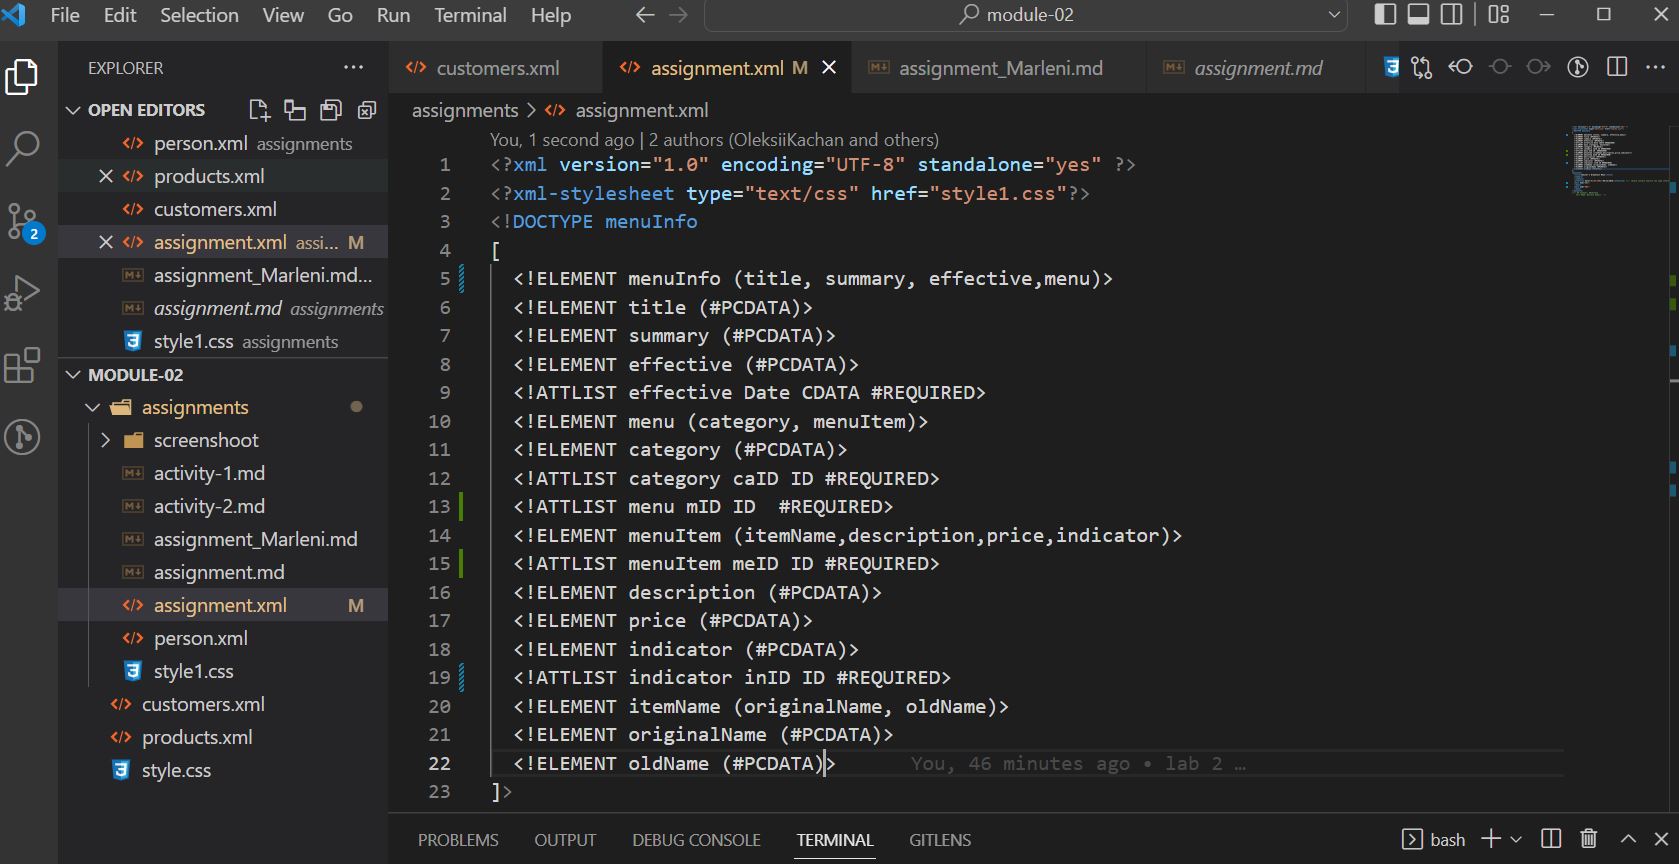 File Edit Selection View Go Run Terminal Help
module-02
EXPLORER
OPEN EDITORS
person.xml assignments
products.xml
customers.xml
assignment.xml assi... M
assignment_Marleni.md...
assignment.md assignments
style1.css assignments
MODULE-02
assignments
screenshoot
activity-1.md
activity-2.md
assignment_Marleni.md
assignment.md
assignment.xml M
person.xml
style1.css
customers.xml
products.xml
style.css
2
customers.xml assignment.xml M assignment_Marleni.md assignment.md
assignments > assignment.xml
You, 1 second ago | 2 authors (OleksiiKachan and others)
1 <?xml version="1.0" encoding="UTF-8" standalone="yes" ?>
2 <?xml-stylesheet type="text/css" href="style1.css"?>
3 <!DOCTYPE menuInfo
4 [
5 <!ELEMENT menuInfo (title, summary, effective,menu)>
6 <!ELEMENT title (#PCDATA)>
7 <!ELEMENT summary (#PCDATA)>
8 <!ELEMENT effective (#PCDATA)>
9 <!ATTLIST effective Date CDATA #REQUIRED>
10 <!ELEMENT menu (category, menuItem)>
11 <!ELEMENT category (#PCDATA)>
12 <!ATTLIST category caID ID #REQUIRED>
13 <!ATTLIST menu mID ID  #REQUIRED>
14 <!ELEMENT menuItem (itemName,description,price,indicator)>
15 <!ATTLIST menuItem meID ID #REQUIRED>
16 <!ELEMENT description (#PCDATA)>
17 <!ELEMENT price (#PCDATA)>
18 <!ELEMENT indicator (#PCDATA)>
19 <!ATTLIST indicator inID ID #REQUIRED>
20 <!ELEMENT itemName (originalName, oldName)>
21 <!ELEMENT originalName (#PCDATA)>
22 <!ELEMENT oldName (#PCDATA)> You, 46 minutes ago • lab 2 …
23 ]>
PROBLEMS OUTPUT DEBUG CONSOLE TERMINAL GITLENS bash